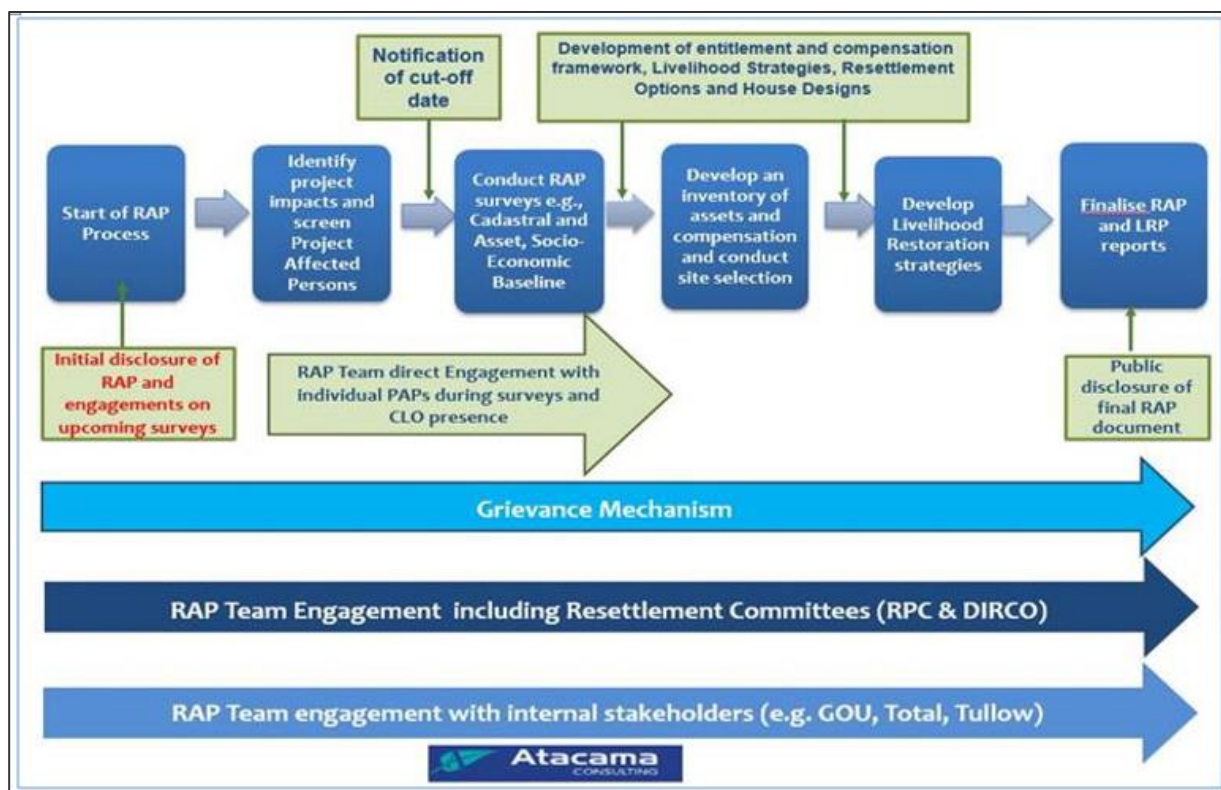 Notification
of cut-off
date
Development of entitlement and compensation
framework, Livelihood Strategies, Resettlement
Options and House Designs
Start of RAP
Process
Identify
project
impacts and
screen
Project
Affected
Persons
Conduct RAP
surveys e.g.,
Cadastral and
Asset, Socio-
Economic
Baseline
Develop an
inventory of
assets and
compensation
and conduct
site selection
Develop
Livelihood
Restoration
strategies
Finalise RAP
and LRP
reports
Initial disclosure of
RAP and
engagements on
upcoming surveys
RAP Team direct Engagement with
individual PAPs during surveys and
CLO presence
Public
disclosure of
final RAP
document
Grievance Mechanism
RAP Team Engagement including Resettlement Committees (RPC & DIRCO)
RAP Team engagement with internal stakeholders (e.g. GOU, Total, Tullow)
Atacama
CONSULTING